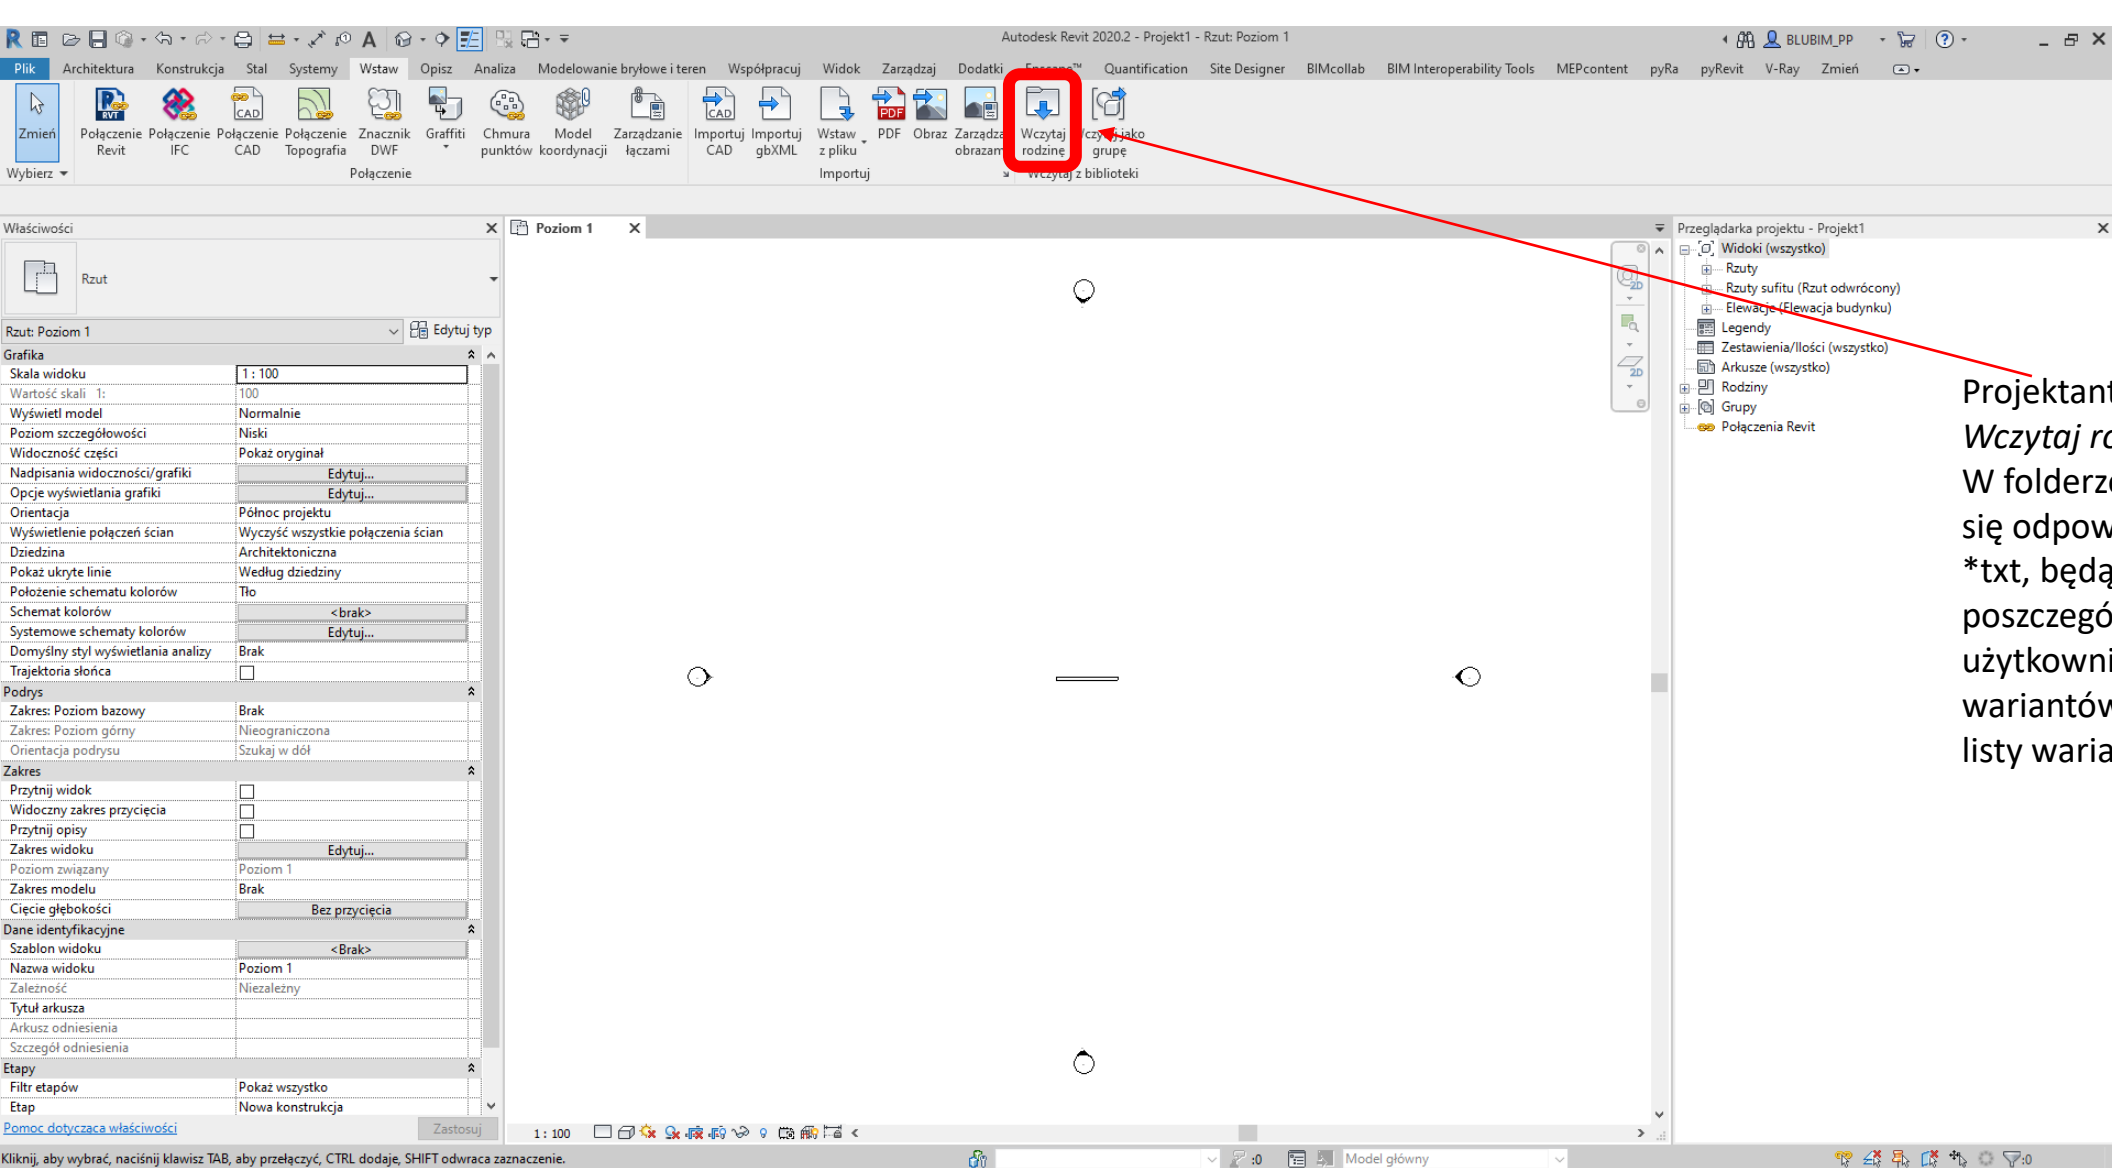 Autodesk Revit 2020.2 - Projekt1 - Rzut: Poziom 1
BLUBIM_PP
Plik Architektura Konstrukcja Stal Systemy Wstaw Opisz Analiza Modelowanie bryłowe i teren Współpracuj Widok Zarządzaj Dodatki Enscape™ Quantification Site Designer BIMcollab BIM Interoperability Tools MEPcontent pyRa pyRevit V-Ray Zmień
Zmień
Połączenie Revit
Połączenie IFC
Połączenie CAD
Połączenie Topografia
Znacznik DWF
Graffiti
Chmura punktów
Model koordynacji
Zarządzanie łączami
Importuj CAD
Importuj gbXML
Wstaw z pliku
PDF
Obraz
Zarządza obrazam
Wczytaj rodzinę
jako grupę
Wybierz
Połączenie
Importuj
Wczytaj z biblioteki
Właściwości
Rzut
Rzut: Poziom 1
Edytuj typ
Grafika
Skala widoku 1 : 100
Wartość skali 1: 100
Wyświetl model Normalnie
Poziom szczegółowości Niski
Widoczność części Pokaż oryginał
Nadpisania widoczności/grafiki Edytuj...
Opcje wyświetlania grafiki Edytuj...
Orientacja Północ projektu
Wyświetlenie połączeń ścian Wyczyść wszystkie połączenia ścian
Dziedzina Architektoniczna
Pokaż ukryte linie Według dziedziny
Położenie schematu kolorów Tło
Schemat kolorów <brak>
Systemowe schematy kolorów Edytuj...
Domyślny styl wyświetlania analizy Brak
Trajektoria słońca
Podrys
Zakres: Poziom bazowy Brak
Zakres: Poziom górny Nieograniczona
Orientacja podrysu Szukaj w dół
Zakres
Przytnij widok
Widoczny zakres przycięcia
Przytnij opisy
Zakres widoku Edytuj...
Poziom związany Poziom 1
Zakres modelu Brak
Cięcie głębokości Bez przycięcia
Dane identyfikacyjne
Szablon widoku <Brak>
Nazwa widoku Poziom 1
Zależność Niezależny
Tytuł arkusza
Arkusz odniesienia
Szczegół odniesienia
Etapy
Filtr etapów Pokaż wszystko
Etap Nowa konstrukcja
Pomoc dotycząca właściwości
Zastosuj
Poziom 1
2D
2D
1 : 100
Przeglądarka projektu - Projekt1
Widoki (wszystko)
Rzuty
Rzuty sufitu (Rzut odwrócony)
Elewacje (Elewacja budynku)
Legendy
Zestawienia/Ilości (wszystko)
Arkusze (wszystko)
Rodziny
Grupy
Połączenia Revit
Projektant
Wczytaj ro
W folderze
się odpow
*txt, będą
poszczegó
użytkowni
wariantów
listy waria
Kliknij, aby wybrać, naciśnij klawisz TAB, aby przełączyć, CTRL dodaje, SHIFT odwraca zaznaczenie.
:0
Model główny
:0